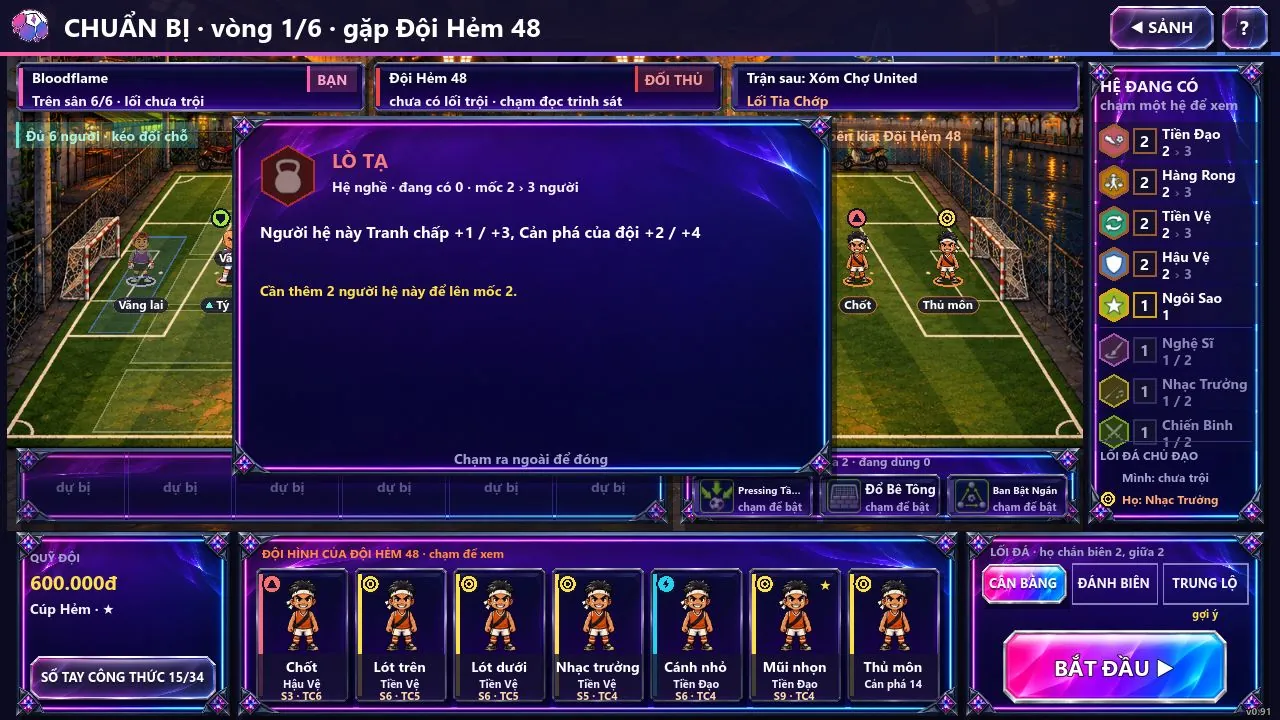 CHUẨN BỊ · vòng 1/6 · gặp Đội Hẻm 48
◀ SẢNH
?
Bloodflame
BẠN
Trên sân 6/6 · lối chưa trội
Đội Hẻm 48
ĐỐI THỦ
chưa có lối trội · chạm đọc trinh sát
Trận sau: Xóm Chợ United
Lối Tia Chớp
Đủ 6 người · kéo đổi chỗ
bên kia: Đội Hẻm 48
LÒ TẠ
Hệ nghề · đang có 0 · mốc 2 › 3 người
Người hệ này Tranh chấp +1 / +3, Cản phá của đội +2 / +4
Cần thêm 2 người hệ này để lên mốc 2.
Chạm ra ngoài để đóng
Vãng lai
Tý
Chốt
Thủ môn
HỆ ĐANG CÓ
chạm một hệ để xem
2 Tiền Đạo
2 › 3
2 Hàng Rong
2 › 3
2 Tiền Vệ
2 › 3
2 Hậu Vệ
2 › 3
1 Ngôi Sao
1
1 Nghệ Sĩ
1 / 2
1 Nhạc Trưởng
1 / 2
1 Chiến Binh
1 / 2
LỐI ĐÁ CHỦ ĐẠO
Mình: chưa trội
Họ: Nhạc Trưởng
dự bị
dự bị
dự bị
dự bị
dự bị
dự bị
2 · đang dùng 0
Pressing Tầ...
chạm để bật
Đổ Bê Tông
chạm để bật
Ban Bật Ngắn
chạm để bật
QUỸ ĐỘI
600.000đ
Cúp Hẻm · ★
SỔ TAY CÔNG THỨC 15/34
ĐỘI HÌNH CỦA ĐỘI HẺM 48 · chạm để xem
Chốt
Hậu Vệ
S3 · TC6
Lót trên
Tiền Vệ
S6 · TC5
Lót dưới
Tiền Vệ
S6 · TC5
Nhạc trưởng
Tiền Vệ
S5 · TC4
Cánh nhỏ
Tiền Đạo
S6 · TC4
Mũi nhọn
Tiền Đạo
S9 · TC4
Thủ môn
Cản phá 14
LỐI ĐÁ · họ chắn biên 2, giữa 2
CÂN BẰNG
ĐÁNH BIÊN
TRUNG LỘ
gợi ý
BẮT ĐẦU ▶
v0.91